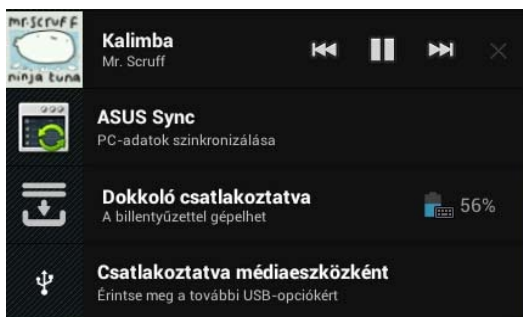 mr.scruff
ninja tuna
Kalimba
Mr. Scruff
ASUS Sync
PC-adatok szinkronizálása
Dokkoló csatlakoztatva
A billentyűzettel gépelhet
56%
Csatlakoztatva médiaeszközként
Érintse meg a további USB-opciókért